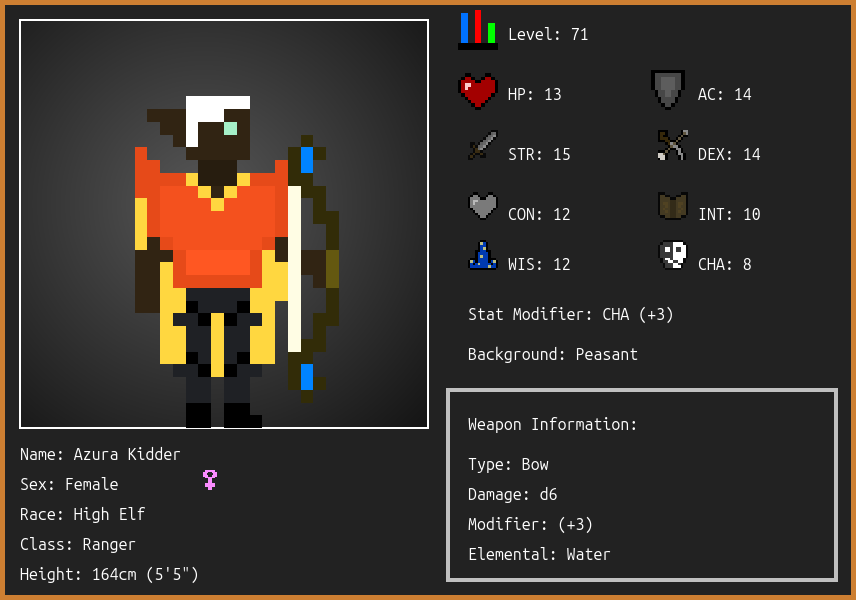 Level: 71
HP: 13
AC: 14
STR: 15
DEX: 14
CON: 12
INT: 10
WIS: 12
CHA: 8
Stat Modifier: CHA (+3)
Background: Peasant
Weapon Information:
Type: Bow
Damage: d6
Modifier: (+3)
Elemental: Water
Name: Azura Kidder
Sex: Female
Race: High Elf
Class: Ranger
Height: 164cm (5'5")